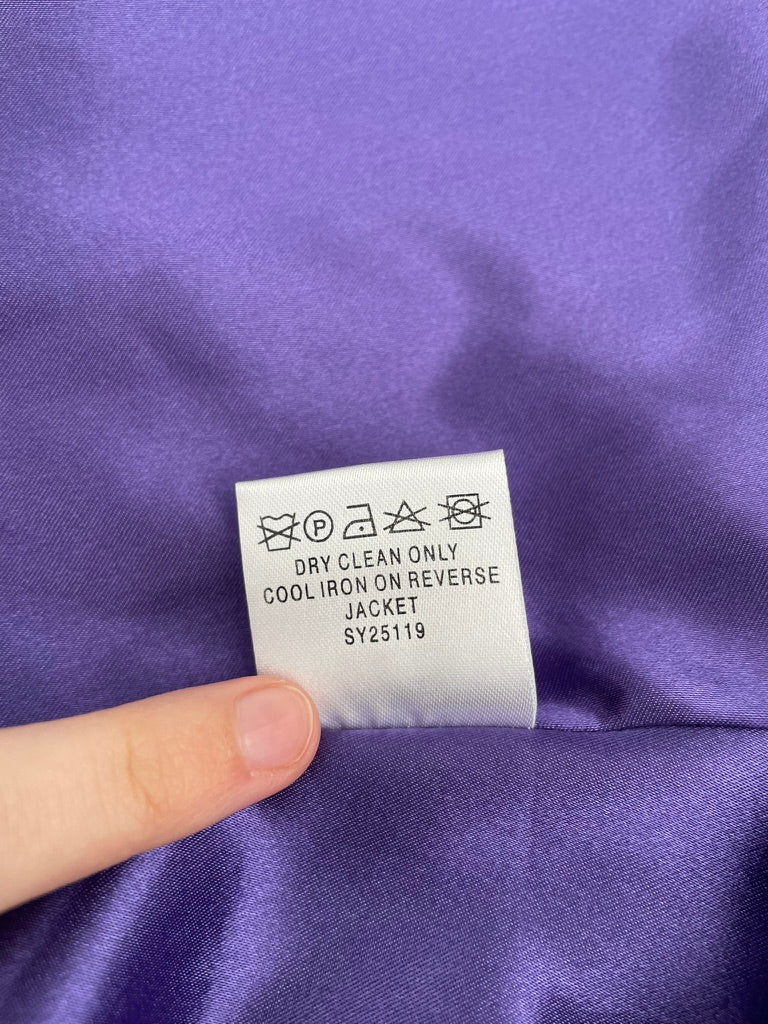 P
DRY CLEAN ONLY
COOL IRON ON REVERSE
JACKET
SY25119